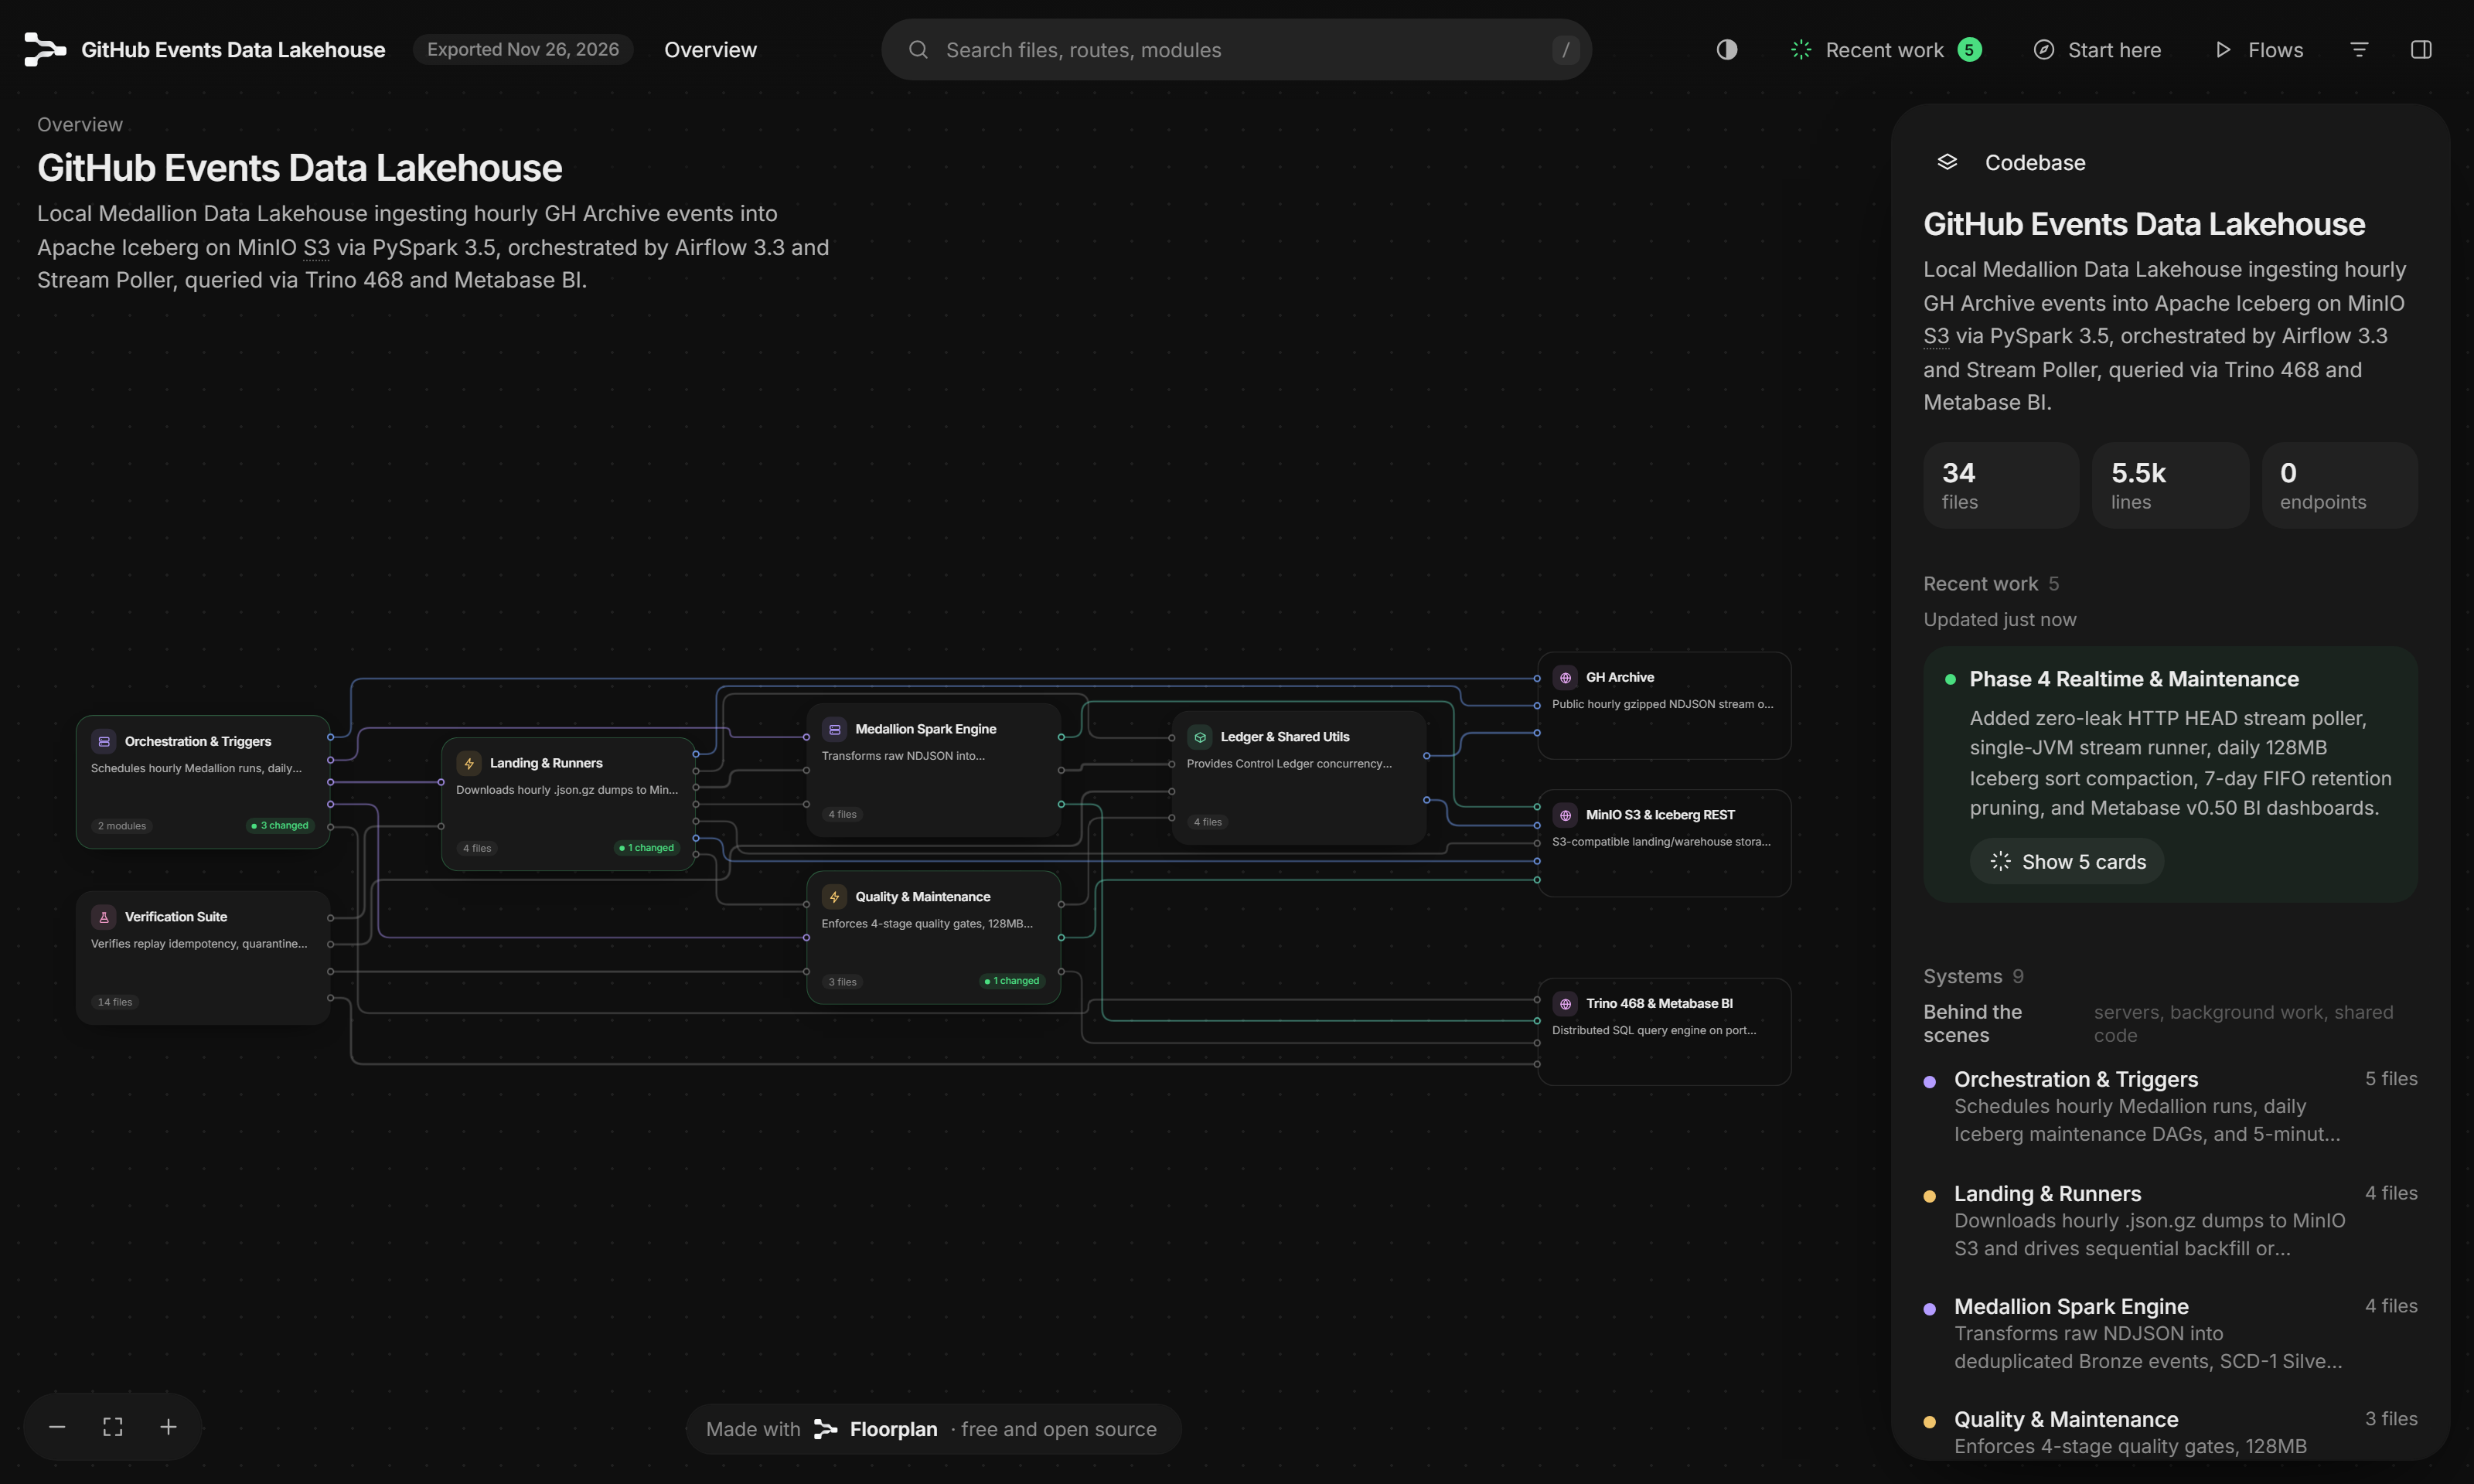 GitHub Events Data Lakehouse
Exported Nov 26, 2026
Overview
Search files, routes, modules
/
Recent work 5
Start here
Flows
Overview
GitHub Events Data Lakehouse
Local Medallion Data Lakehouse ingesting hourly GH Archive events into
Apache Iceberg on MinIO S3 via PySpark 3.5, orchestrated by Airflow 3.3 and
Stream Poller, queried via Trino 468 and Metabase BI.
Orchestration & Triggers
Schedules hourly Medallion runs, daily...
2 modules
3 changed
Verification Suite
Verifies replay idempotency, quarantine...
14 files
Landing & Runners
Downloads hourly .json.gz dumps to Min...
4 files
1 changed
Medallion Spark Engine
Transforms raw NDJSON into...
4 files
Quality & Maintenance
Enforces 4-stage quality gates, 128MB...
3 files
1 changed
Ledger & Shared Utils
Provides Control Ledger concurrency...
4 files
GH Archive
Public hourly gzipped NDJSON stream o...
MinIO S3 & Iceberg REST
S3-compatible landing/warehouse stora...
Trino 468 & Metabase BI
Distributed SQL query engine on port...
Made with Floorplan · free and open source
Codebase
GitHub Events Data Lakehouse
Local Medallion Data Lakehouse ingesting hourly
GH Archive events into Apache Iceberg on MinIO
S3 via PySpark 3.5, orchestrated by Airflow 3.3
and Stream Poller, queried via Trino 468 and
Metabase BI.
34
files
5.5k
lines
0
endpoints
Recent work 5
Updated just now
Phase 4 Realtime & Maintenance
Added zero-leak HTTP HEAD stream poller,
single-JVM stream runner, daily 128MB
Iceberg sort compaction, 7-day FIFO retention
pruning, and Metabase v0.50 BI dashboards.
Show 5 cards
Systems 9
Behind the scenes
servers, background work, shared code
Orchestration & Triggers
5 files
Schedules hourly Medallion runs, daily
Iceberg maintenance DAGs, and 5-minut...
Landing & Runners
4 files
Downloads hourly .json.gz dumps to MinIO
S3 and drives sequential backfill or...
Medallion Spark Engine
4 files
Transforms raw NDJSON into
deduplicated Bronze events, SCD-1 Silve...
Quality & Maintenance
3 files
Enforces 4-stage quality gates, 128MB